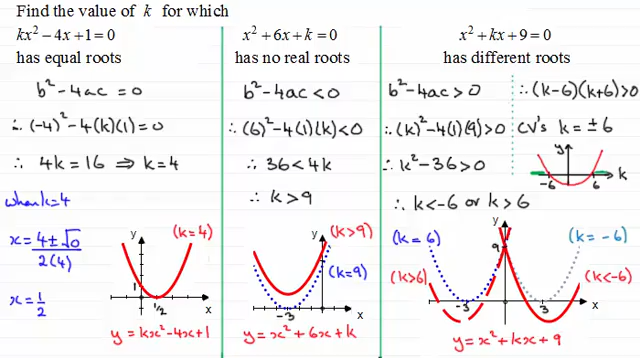 Find the value of k for which
kx² − 4x + 1 = 0
has equal roots
b² − 4ac = 0
∴ (−4)² − 4(k)(1) = 0
∴ 4k = 16 ⇒ k = 4
when k = 4
x = (4 ± √0) / 2(4)
x = 1/2
y
(k = 4)
1
1/2
x
y = kx² − 4x + 1
x² + 6x + k = 0
has no real roots
b² − 4ac < 0
∴ (6)² − 4(1)(k) < 0
∴ 36 < 4k
∴ k > 9
y
(k > 9)
(k = 9)
−3
x
y = x² + 6x + k
x² + kx + 9 = 0
has different roots
b² − 4ac > 0
∴ (k)² − 4(1)(9) > 0
∴ k² − 36 > 0
∴ k < −6 or k > 6
∴ (k − 6)(k + 6) > 0
CV's k = ± 6
y
−6
6
k
y
(k = 6)
(k = −6)
9
(k > 6)
(k < −6)
−3
3
x
y = x² + kx + 9